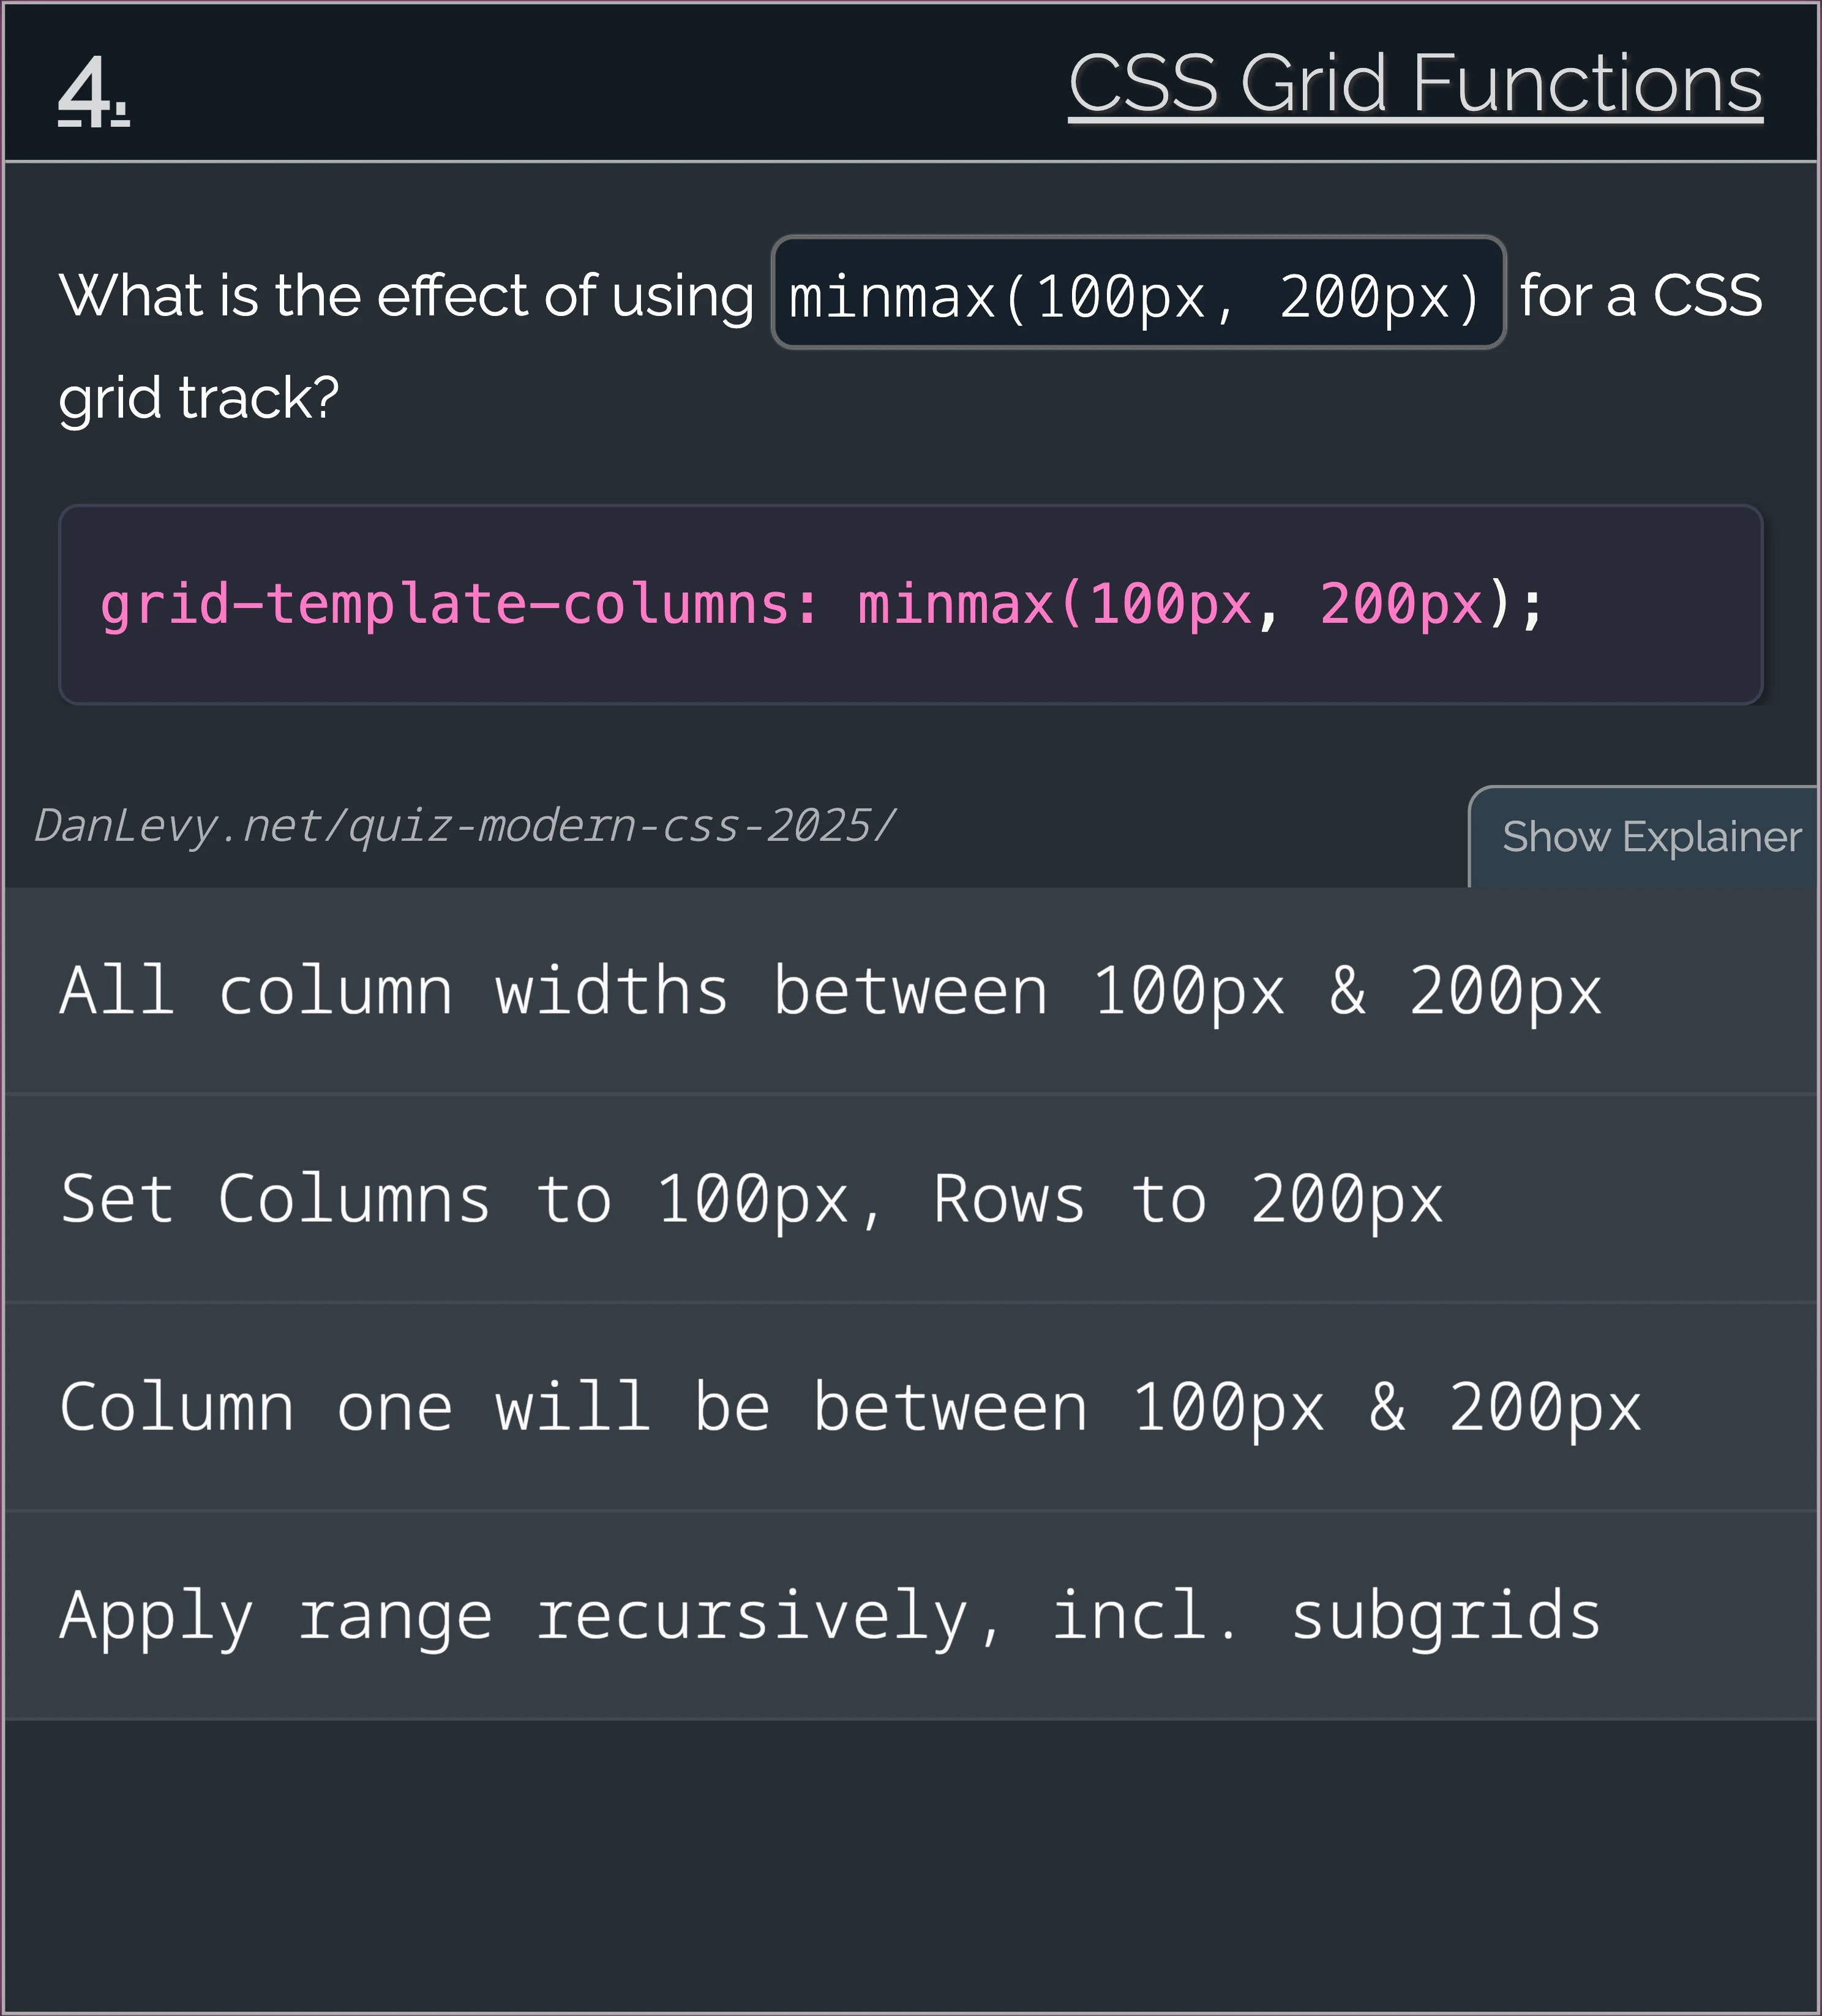 4.
CSS Grid Functions
What is the effect of using minmax(100px, 200px) for a CSS
grid track?
grid-template-columns: minmax(100px, 200px);
DanLevy.net/quiz-modern-css-2025/
Show Explainer
All column widths between 100px & 200px
Set Columns to 100px, Rows to 200px
Column one will be between 100px & 200px
Apply range recursively, incl. subgrids